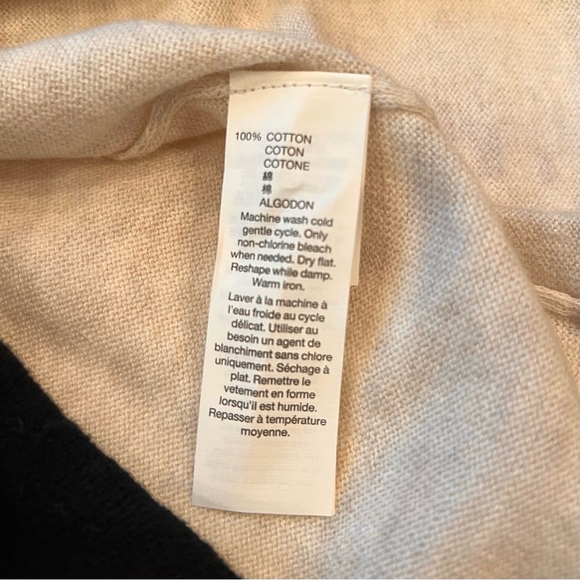 100% COTTON
COTON
COTONE
綿
棉
ALGODON
Machine wash cold
gentle cycle. Only
non-chlorine bleach
when needed. Dry flat.
Reshape while damp.
Warm iron.
Laver à la machine à
l'eau froide au cycle
délicat. Utiliser au
besoin un agent de
blanchiment sans chlore
uniquement. Séchage à
plat. Remettre le
vetement en forme
lorsqu'il est humide.
Repasser à température
moyenne.